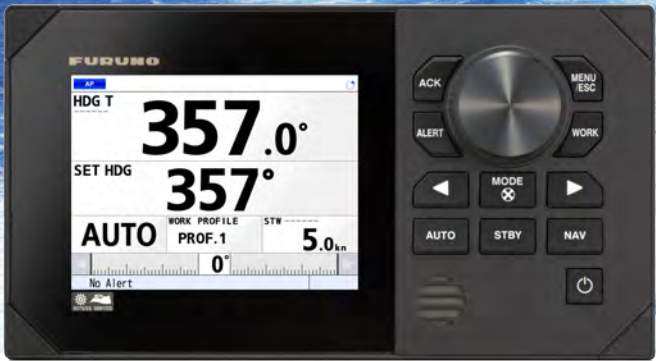 FURUNO
AP
HDG T
------
357.0°
SET HDG
357°
AUTO
WORK PROFILE
PROF.1
STW ------
5.0kn
0°
No Alert
ACK
MENU
/ESC
ALERT
WORK
MODE
AUTO
STBY
NAV